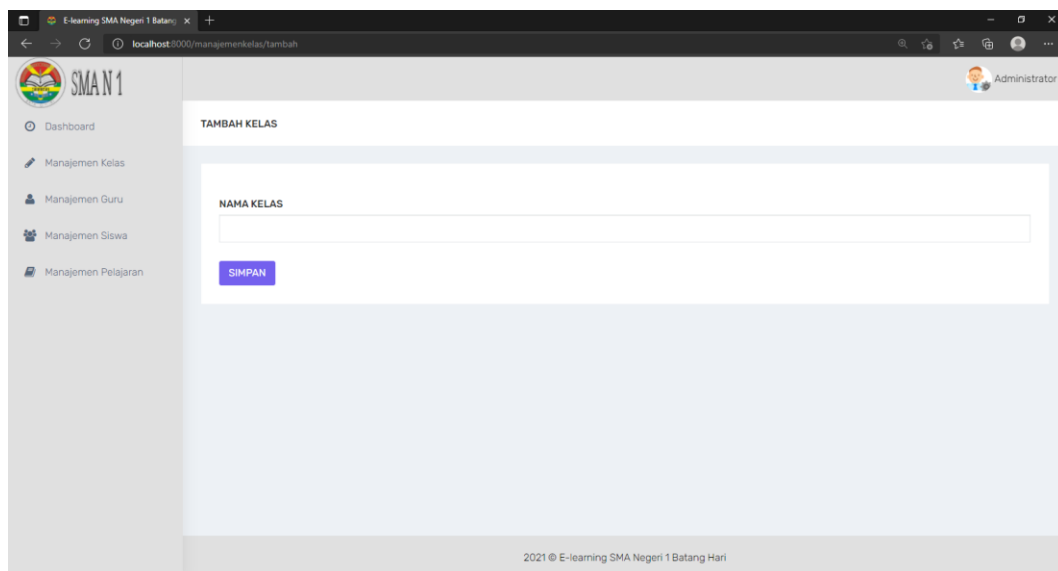 E-learning SMA Negeri 1 Batang
localhost:8000/manajemenkelas/tambah
SMA N 1
Administrator
Dashboard
TAMBAH KELAS
Manajemen Kelas
Manajemen Guru
NAMA KELAS
Manajemen Siswa
Manajemen Pelajaran
SIMPAN
2021 © E-learning SMA Negeri 1 Batang Hari